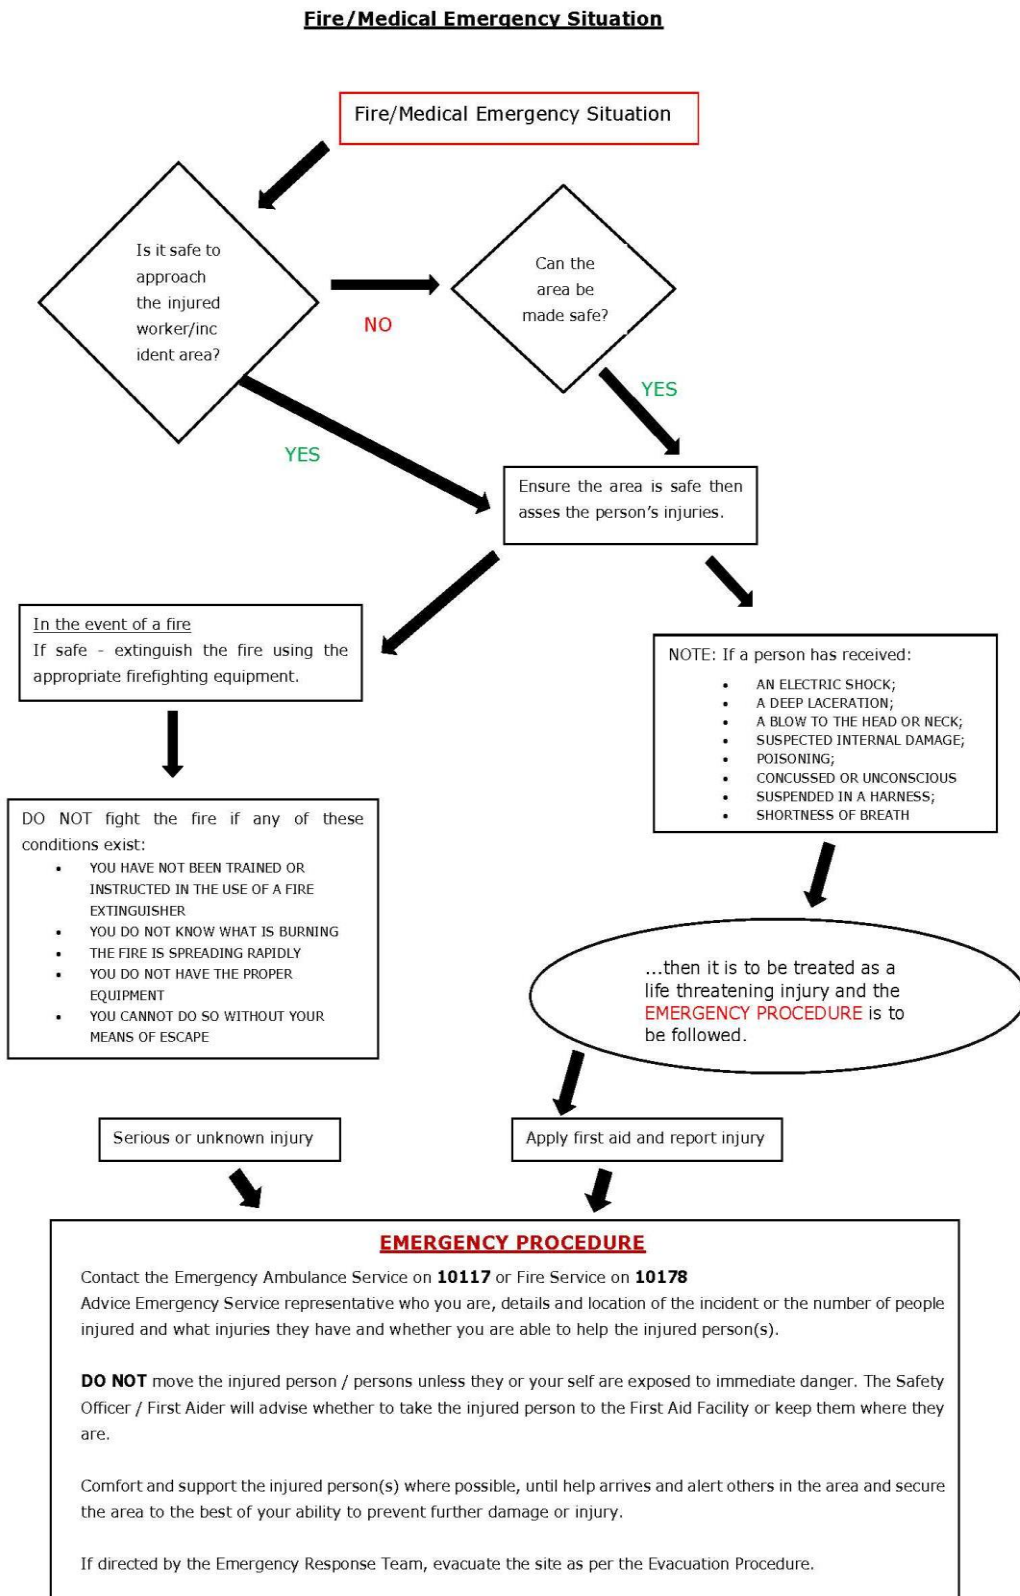 Fire/Medical Emergency Situation
Fire/Medical Emergency Situation
Is it safe to
approach
the injured
worker/inc
ident area?
NO
Can the
area be
made safe?
YES
YES
Ensure the area is safe then
asses the person's injuries.
In the event of a fire
If safe - extinguish the fire using the
appropriate firefighting equipment.
NOTE: If a person has received:
• AN ELECTRIC SHOCK;
• A DEEP LACERATION;
• A BLOW TO THE HEAD OR NECK;
• SUSPECTED INTERNAL DAMAGE;
• POISONING;
• CONCUSSED OR UNCONSCIOUS
• SUSPENDED IN A HARNESS;
• SHORTNESS OF BREATH
DO NOT fight the fire if any of these
conditions exist:
• YOU HAVE NOT BEEN TRAINED OR
INSTRUCTED IN THE USE OF A FIRE
EXTINGUISHER
• YOU DO NOT KNOW WHAT IS BURNING
• THE FIRE IS SPREADING RAPIDLY
• YOU DO NOT HAVE THE PROPER
EQUIPMENT
• YOU CANNOT DO SO WITHOUT YOUR
MEANS OF ESCAPE
...then it is to be treated as a
life threatening injury and the
EMERGENCY PROCEDURE is to
be followed.
Serious or unknown injury
Apply first aid and report injury
EMERGENCY PROCEDURE
Contact the Emergency Ambulance Service on 10117 or Fire Service on 10178
Advice Emergency Service representative who you are, details and location of the incident or the number of people
injured and what injuries they have and whether you are able to help the injured person(s).
DO NOT move the injured person / persons unless they or your self are exposed to immediate danger. The Safety
Officer / First Aider will advise whether to take the injured person to the First Aid Facility or keep them where they
are.
Comfort and support the injured person(s) where possible, until help arrives and alert others in the area and secure
the area to the best of your ability to prevent further damage or injury.
If directed by the Emergency Response Team, evacuate the site as per the Evacuation Procedure.